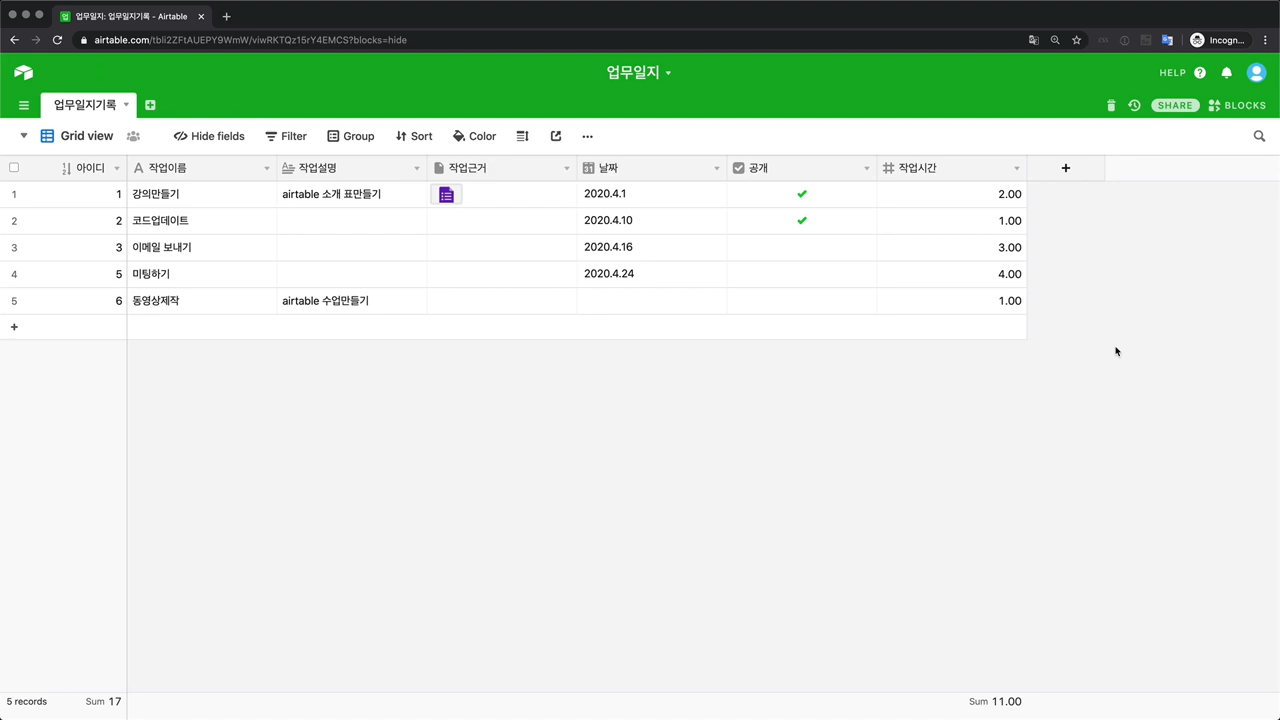 업무일지: 업무일지기록 - Airtable
airtable.com/tbli2ZFtAUEPY9WmW/viwRKTQz15rY4EMCS?blocks=hide
Incogn...
업무일지
HELP
업무일지기록
SHARE
BLOCKS
Grid view
Hide fields
Filter
Group
Sort
Color
아이디 작업이름 작업설명 작업근거 날짜 공개 작업시간
1 1 강의만들기 airtable 소개 표만들기 2020.4.1 2.00
2 2 코드업데이트 2020.4.10 1.00
3 3 이메일 보내기 2020.4.16 3.00
4 5 미팅하기 2020.4.24 4.00
5 6 동영상제작 airtable 수업만들기 1.00
5 records Sum 17 Sum 11.00